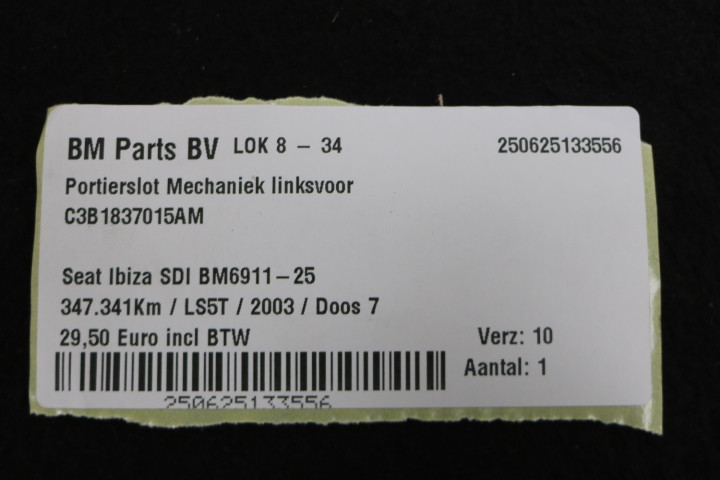 BM Parts BV LOK 8 - 34 250625133556
Portierslot Mechaniek linksvoor
C3B1837015AM
Seat Ibiza SDI BM6911-25
347.341Km / LS5T / 2003 / Doos 7
29,50 Euro incl BTW Verz: 10
Aantal: 1
250625133556